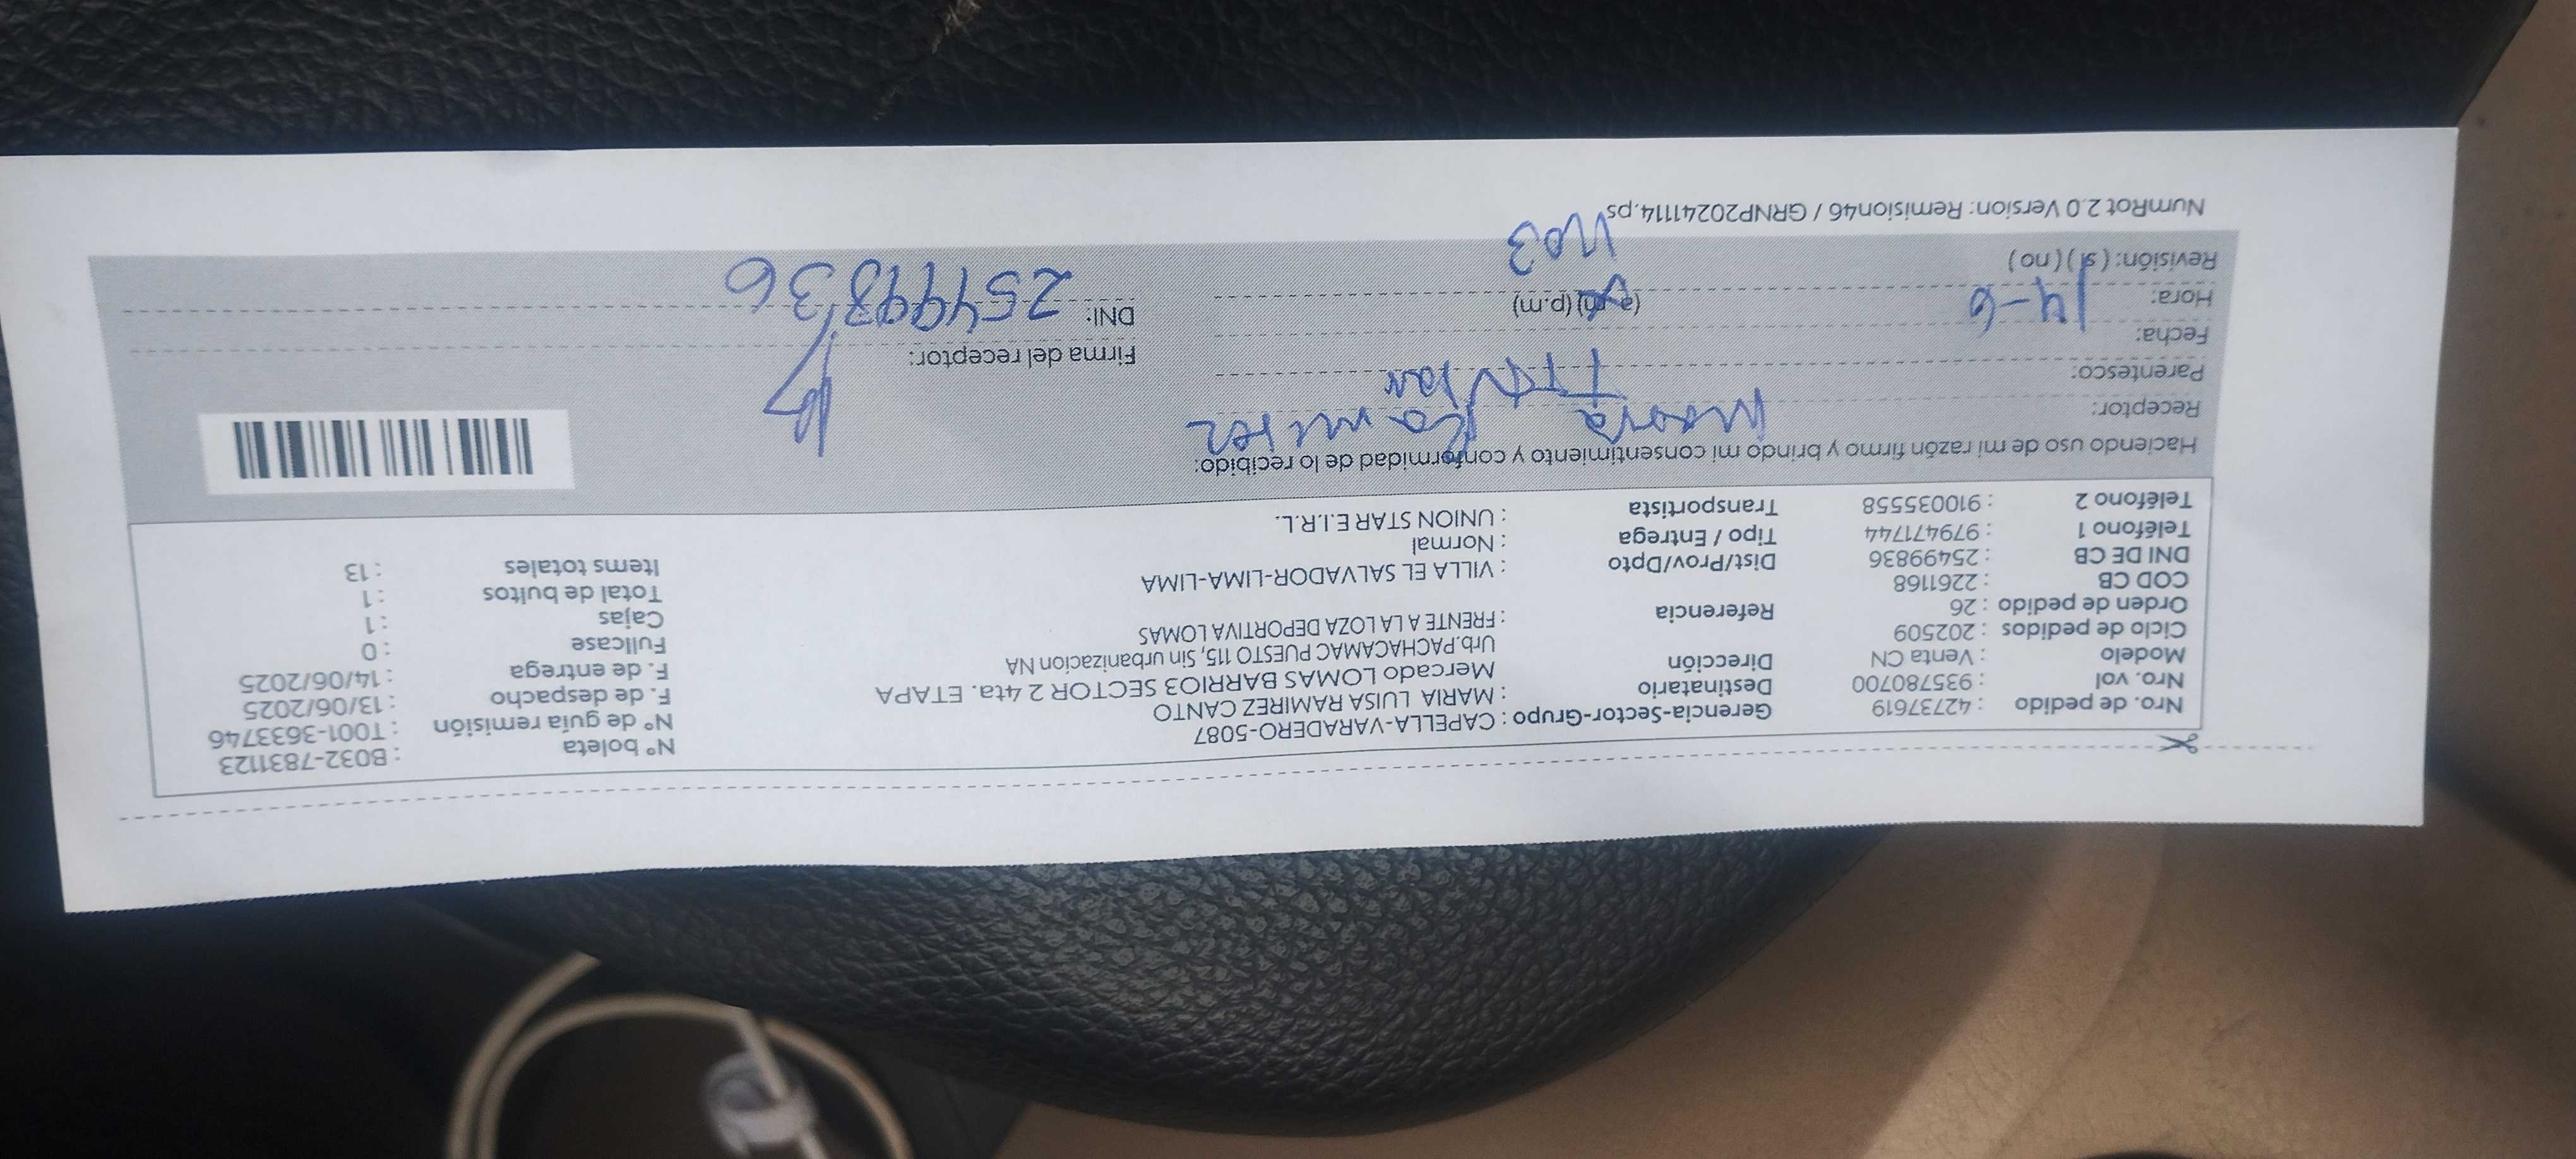 Nro. de pedido : 42737619
Nro. vol : 935780700
Modelo : Venta CN
Ciclo de pedidos : 202509
Orden de pedido : 26
COD CB : 2261168
DNI DE CB : 25499836
Teléfono 1 : 979471744
Teléfono 2 : 910035558
Gerencia-Sector-Grupo : CAPELLA-VARADERO-5087
Destinatario : MARIA LUISA RAMIREZ CANTO
Dirección Mercado LOMAS BARRIO3 SECTOR 2 4ta. ETAPA
Urb.PACHACAMAC PUESTO 115, Sin urbanizacion NA
Referencia : FRENTE A LA LOZA DEPORTIVA LOMAS
Dist/Prov/Dpto : VILLA EL SALVADOR-LIMA-LIMA
Tipo / Entrega : Normal
Transportista : UNION STAR E.I.R.L.
Nº boleta : B032-7831123
Nº de guía remisión : T001-3633746
F. de despacho : 13/06/2025
F. de entrega : 14/06/2025
Fullcase : 0
Cajas : 1
Total de bultos : 1
Items totales : 13
Haciendo uso de mi razón firmo y brindo mi consentimiento y conformidad de lo recibido:
Receptor: Ramirez
Parentesco: TITular
Fecha: 14-6
Hora: (a.m) (p.m) 1103
Revisión: ( si ) ( no )
Firma del receptor:
DNI: 25499836
NumRot 2.0 Version: Remision46 / GRNP20241114.ps